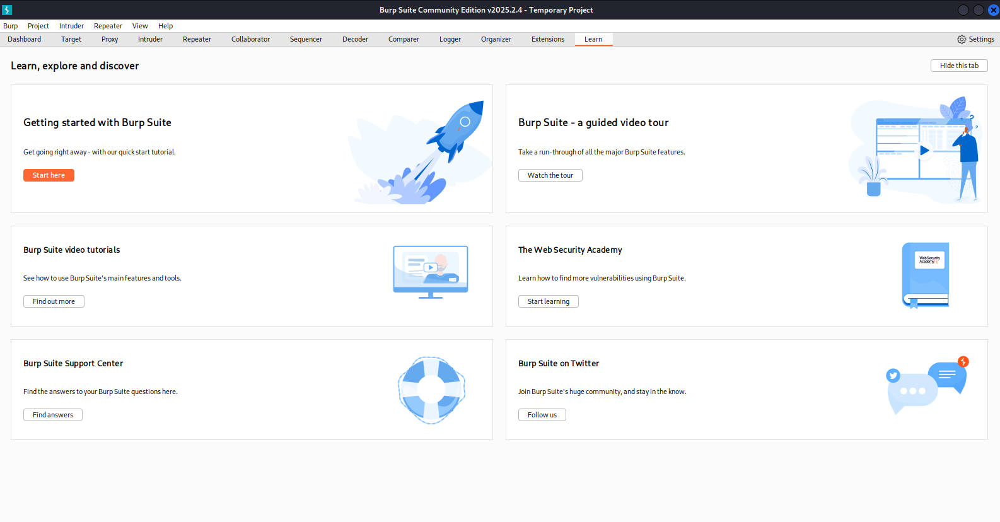 Burp Suite Community Edition v2025.2.4 - Temporary Project
Burp Project Intruder Repeater View Help
Dashboard Target Proxy Intruder Repeater Collaborator Sequencer Decoder Comparer Logger Organizer Extensions Learn Settings
Learn, explore and discover
Hide this tab
Getting started with Burp Suite
Get going right away - with our quick start tutorial.
Start here
Burp Suite - a guided video tour
Take a run-through of all the major Burp Suite features.
Watch the tour
Burp Suite video tutorials
See how to use Burp Suite's main features and tools.
Find out more
The Web Security Academy
Learn how to find more vulnerabilities using Burp Suite.
Start learning
WebSecurity
Academy
Burp Suite Support Center
Find the answers to your Burp Suite questions here.
Find answers
Burp Suite on Twitter
Join Burp Suite's huge community, and stay in the know.
Follow us